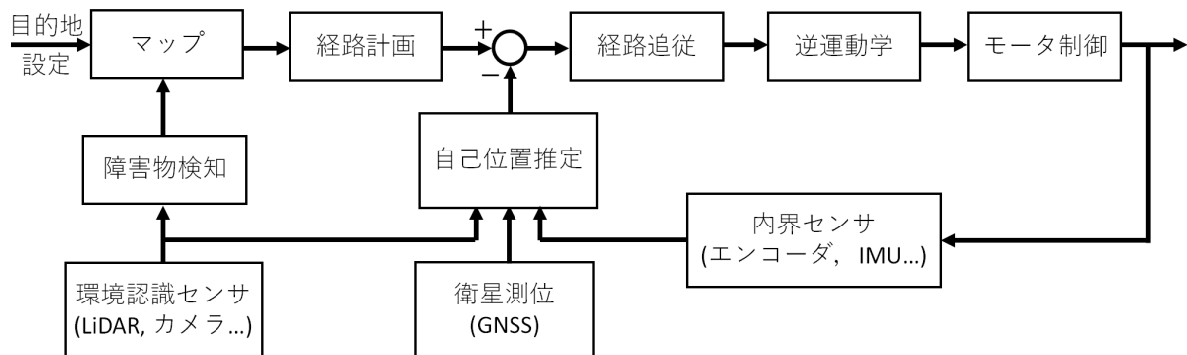 目的地
設定
マップ
経路計画
+
−
経路追従
逆運動学
モータ制御
障害物検知
自己位置推定
内界センサ
(エンコーダ, IMU...)
環境認識センサ
(LiDAR, カメラ...)
衛星測位
(GNSS)